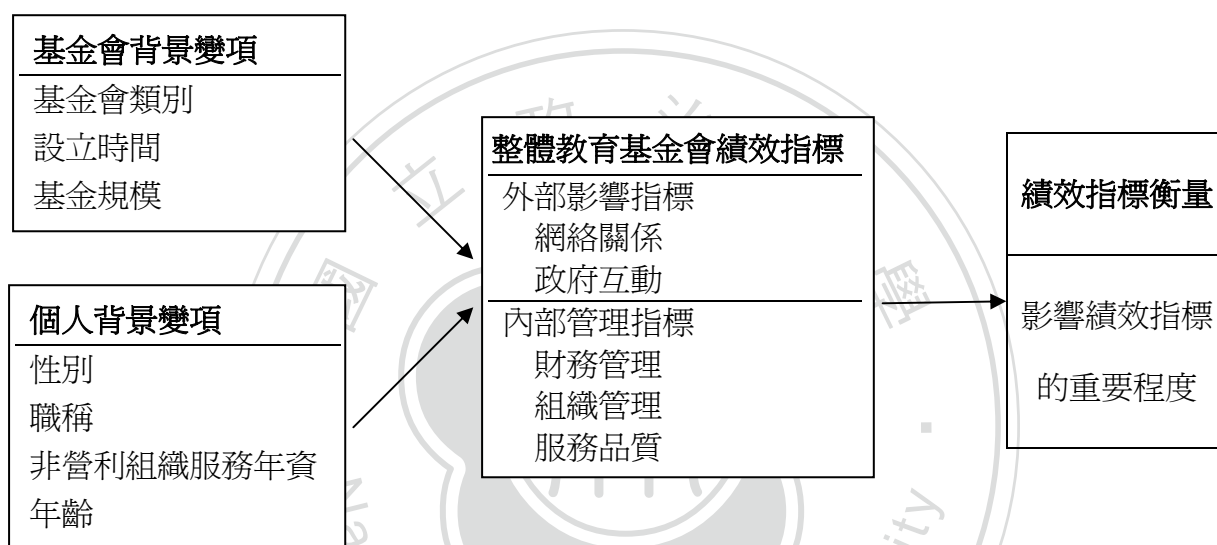 基金會背景變項
基金會類別
設立時間
基金規模
個人背景變項
性別
職稱
非營利組織服務年資
年齡
整體教育基金會績效指標
外部影響指標
網絡關係
政府互動
內部管理指標
財務管理
組織管理
服務品質
績效指標衡量
影響績效指標
的重要程度